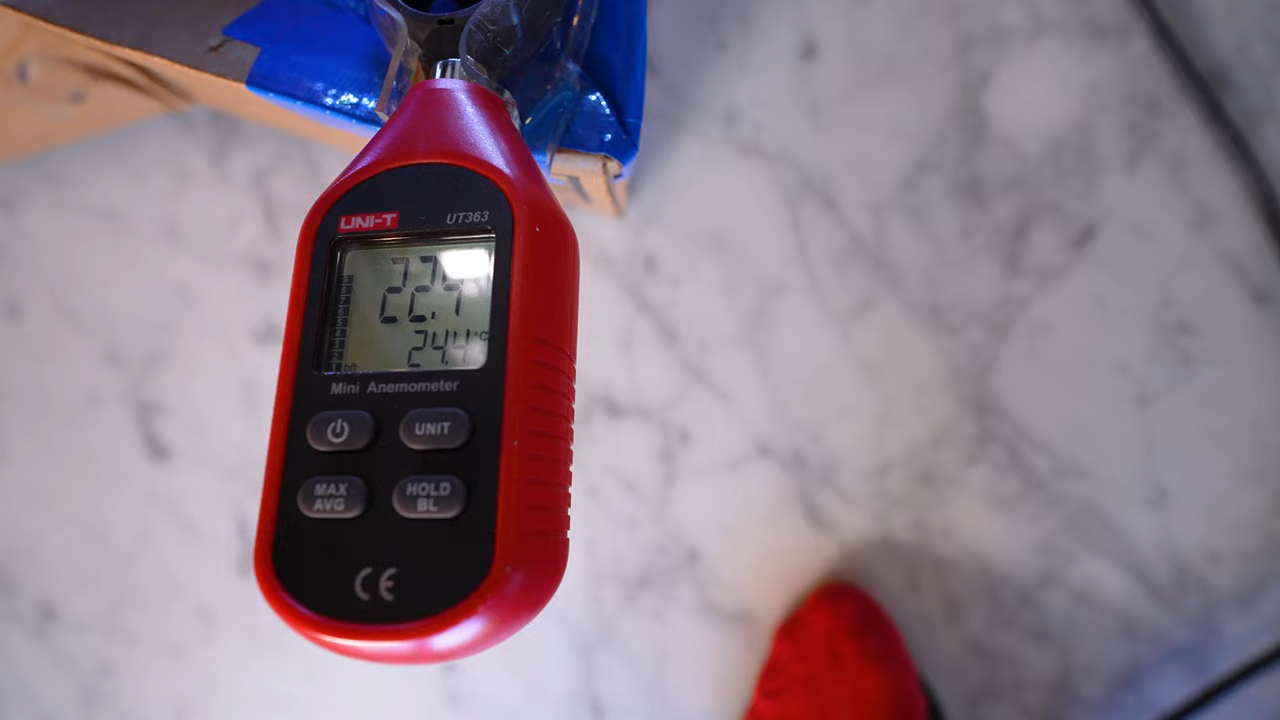 UNI-T UT363
22.4
24.4 °C
Mini Anemometer
UNIT
MAX
AVG
HOLD
BL
CE